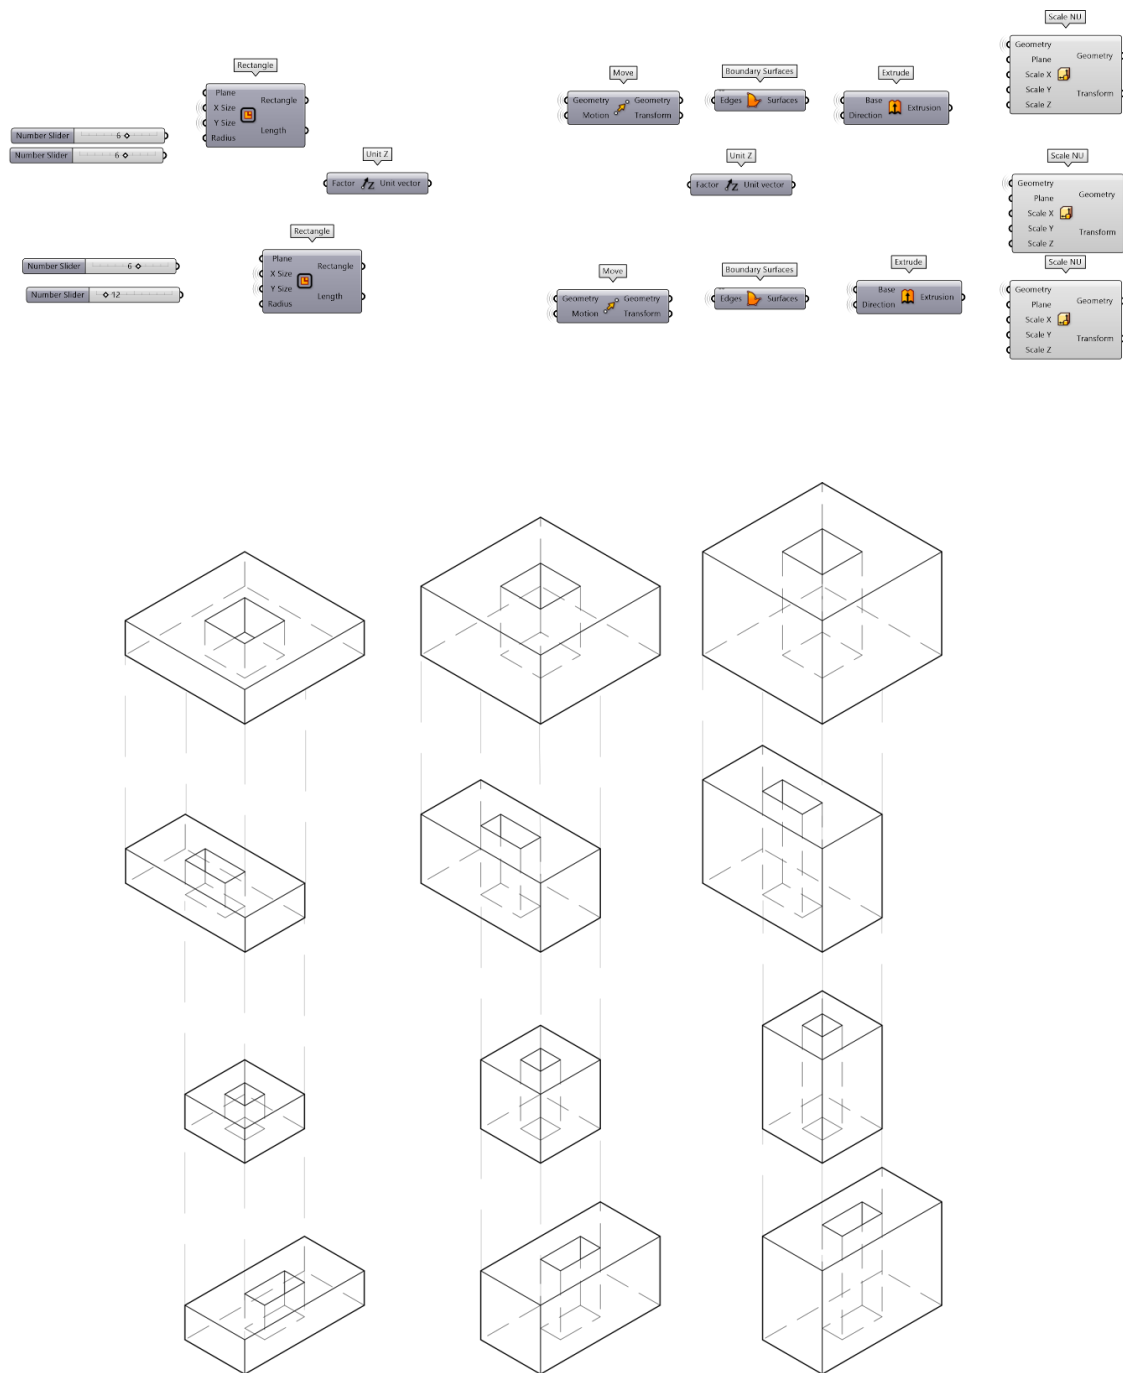 Scale NU
Geometry
Plane
Scale X
Scale Y
Scale Z
Geometry
Transform
Rectangle
Plane
X Size
Y Size
Radius
Rectangle
Length
Move
Geometry
Motion
Geometry
Transform
Boundary Surfaces
Edges
Surfaces
Extrude
Base
Direction
Extrusion
Number Slider 6
Number Slider 6
Unit Z
Factor
Z
Unit vector
Unit Z
Factor
Z
Unit vector
Scale NU
Geometry
Plane
Scale X
Scale Y
Scale Z
Geometry
Transform
Rectangle
Plane
X Size
Y Size
Radius
Rectangle
Length
Number Slider 6
Number Slider 12
Move
Geometry
Motion
Geometry
Transform
Boundary Surfaces
Edges
Surfaces
Extrude
Base
Direction
Extrusion
Scale NU
Geometry
Plane
Scale X
Scale Y
Scale Z
Geometry
Transform